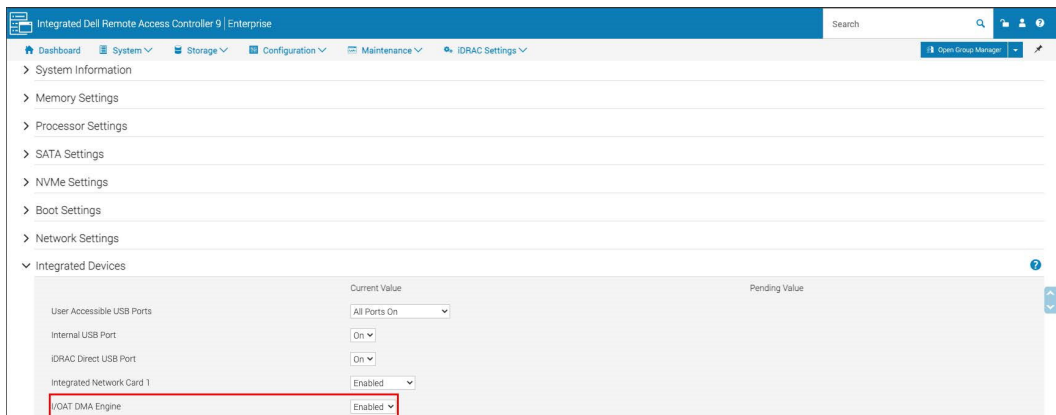 Integrated Dell Remote Access Controller 9 | Enterprise Search
Dashboard System Storage Configuration Maintenance iDRAC Settings Open Group Manager
System Information
Memory Settings
Processor Settings
SATA Settings
NVMe Settings
Boot Settings
Network Settings
Integrated Devices
Current Value Pending Value
User Accessible USB Ports All Ports On
Internal USB Port On
iDRAC Direct USB Port On
Integrated Network Card 1 Enabled
I/OAT DMA Engine Enabled